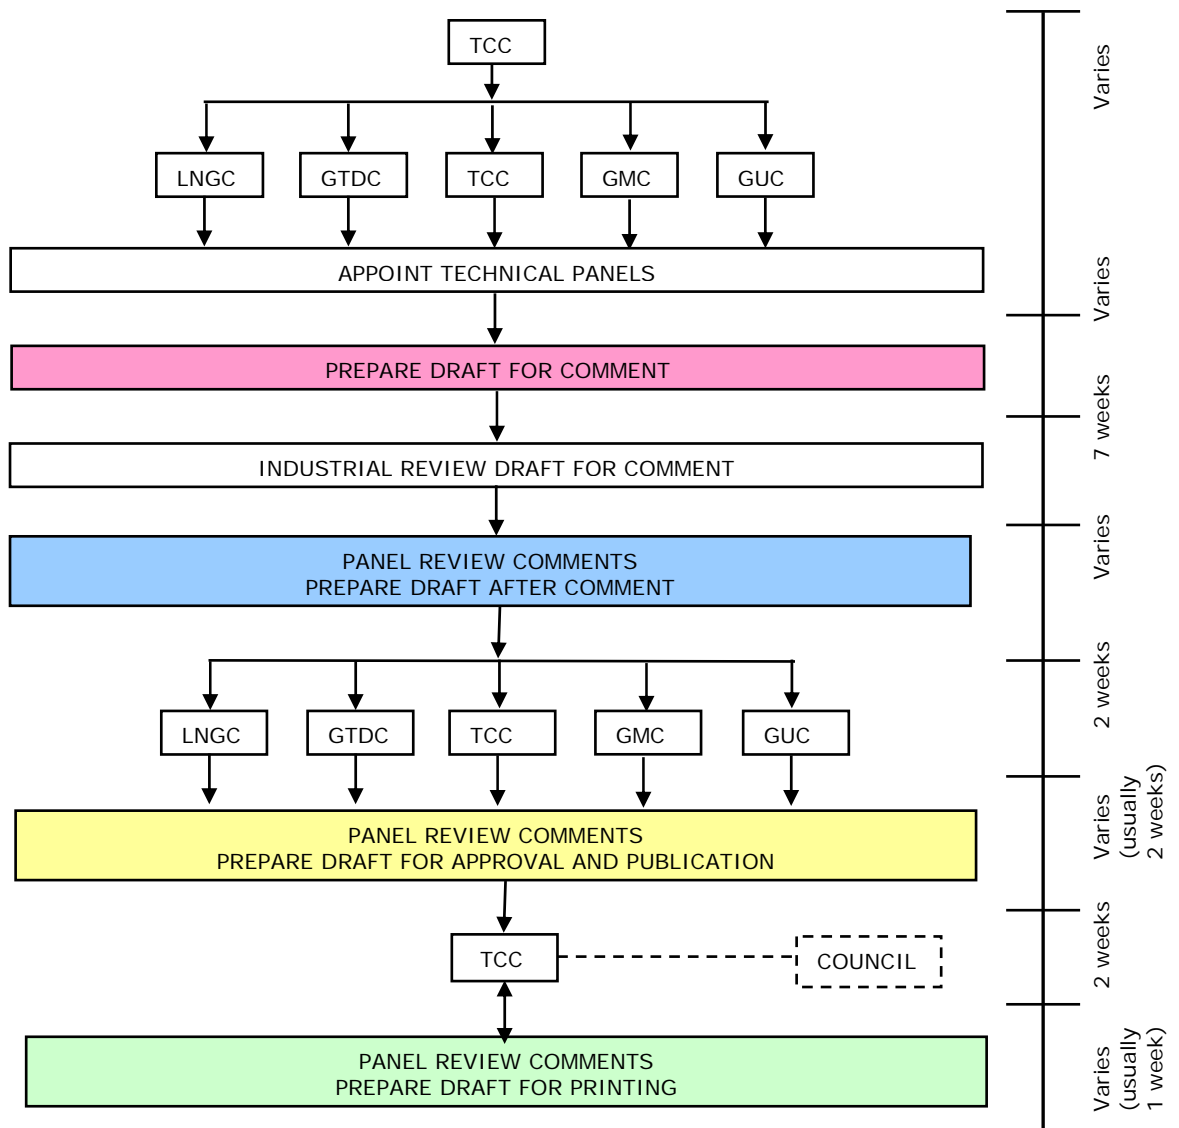 TCC
Varies
LNGC
GTDC
TCC
GMC
GUC
APPOINT TECHNICAL PANELS
Varies
PREPARE DRAFT FOR COMMENT
7 weeks
INDUSTRIAL REVIEW DRAFT FOR COMMENT
Varies
PANEL REVIEW COMMENTS
PREPARE DRAFT AFTER COMMENT
2 weeks
LNGC
GTDC
TCC
GMC
GUC
Varies
(usually
2 weeks)
PANEL REVIEW COMMENTS
PREPARE DRAFT FOR APPROVAL AND PUBLICATION
2 weeks
TCC
COUNCIL
Varies
(usually
1 week)
PANEL REVIEW COMMENTS
PREPARE DRAFT FOR PRINTING